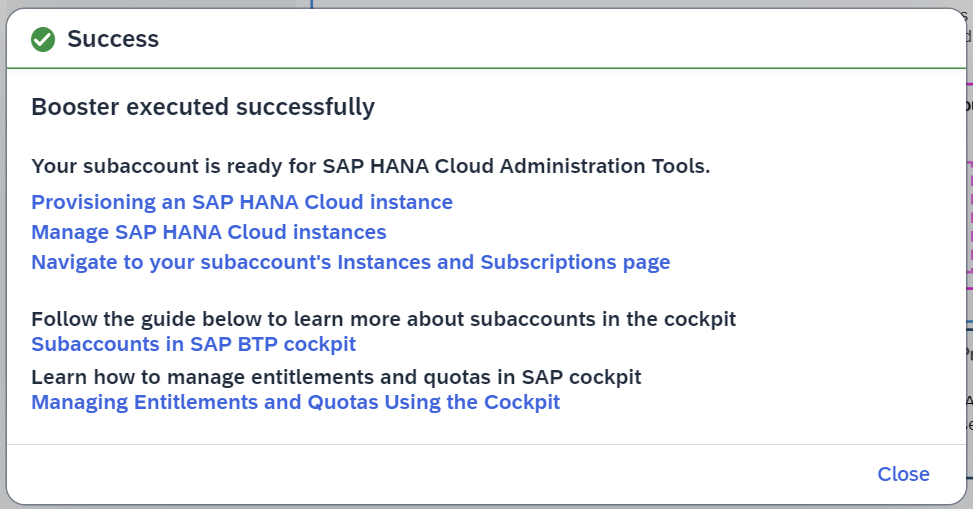 Success
Booster executed successfully
Your subaccount is ready for SAP HANA Cloud Administration Tools.
Provisioning an SAP HANA Cloud instance
Manage SAP HANA Cloud instances
Navigate to your subaccount's Instances and Subscriptions page
Follow the guide below to learn more about subaccounts in the cockpit
Subaccounts in SAP BTP cockpit
Learn how to manage entitlements and quotas in SAP cockpit
Managing Entitlements and Quotas Using the Cockpit
Close